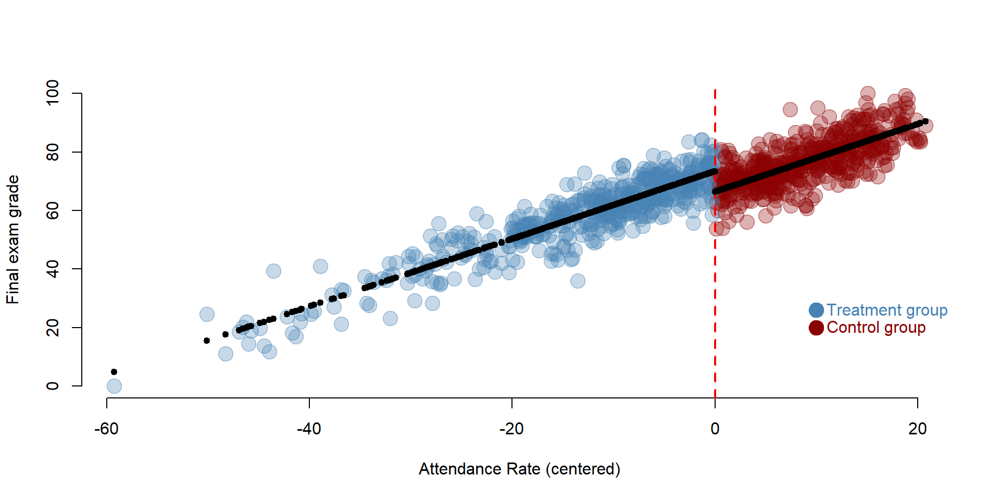 100
80
60
40
20
0
Final exam grade
Treatment group
Control group
-60 -40 -20 0 20
Attendance Rate (centered)